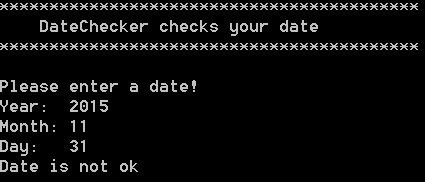 ******************************************
    DateChecker checks your date
******************************************

Please enter a date!
Year:  2015
Month: 11
Day:   31
Date is not ok